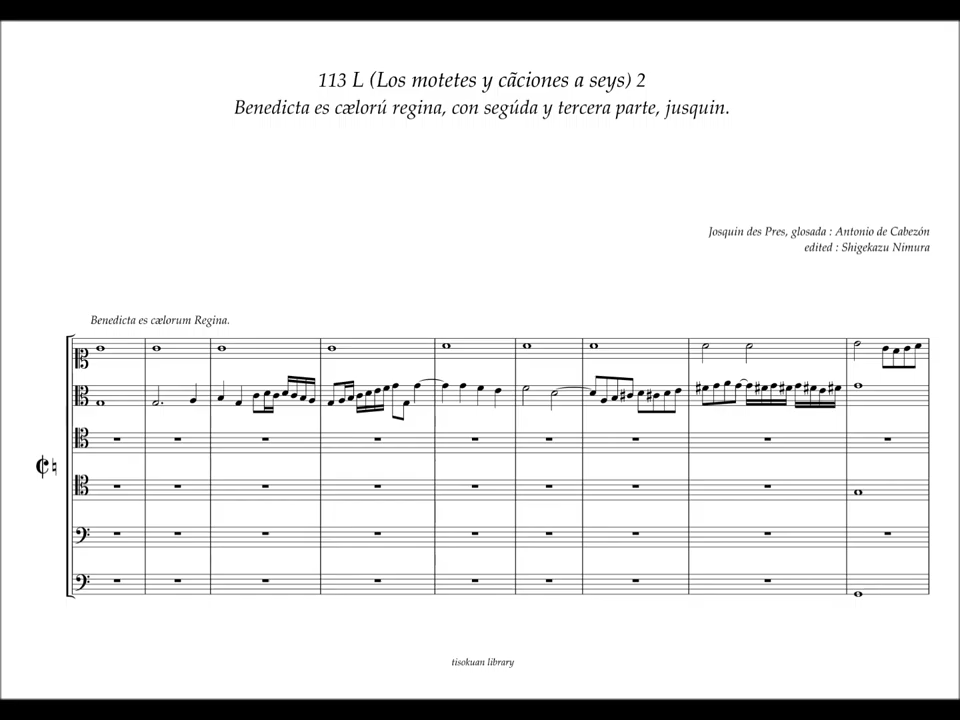 113 L (Los motetes y cãciones a seys) 2
Benedicta es cælorú regina, con segúda y tercera parte, jusquin.
Josquin des Pres, glosada : Antonio de Cabezón
edited : Shigekazu Nimura
Benedicta es cælorum Regina.
tisokuan library